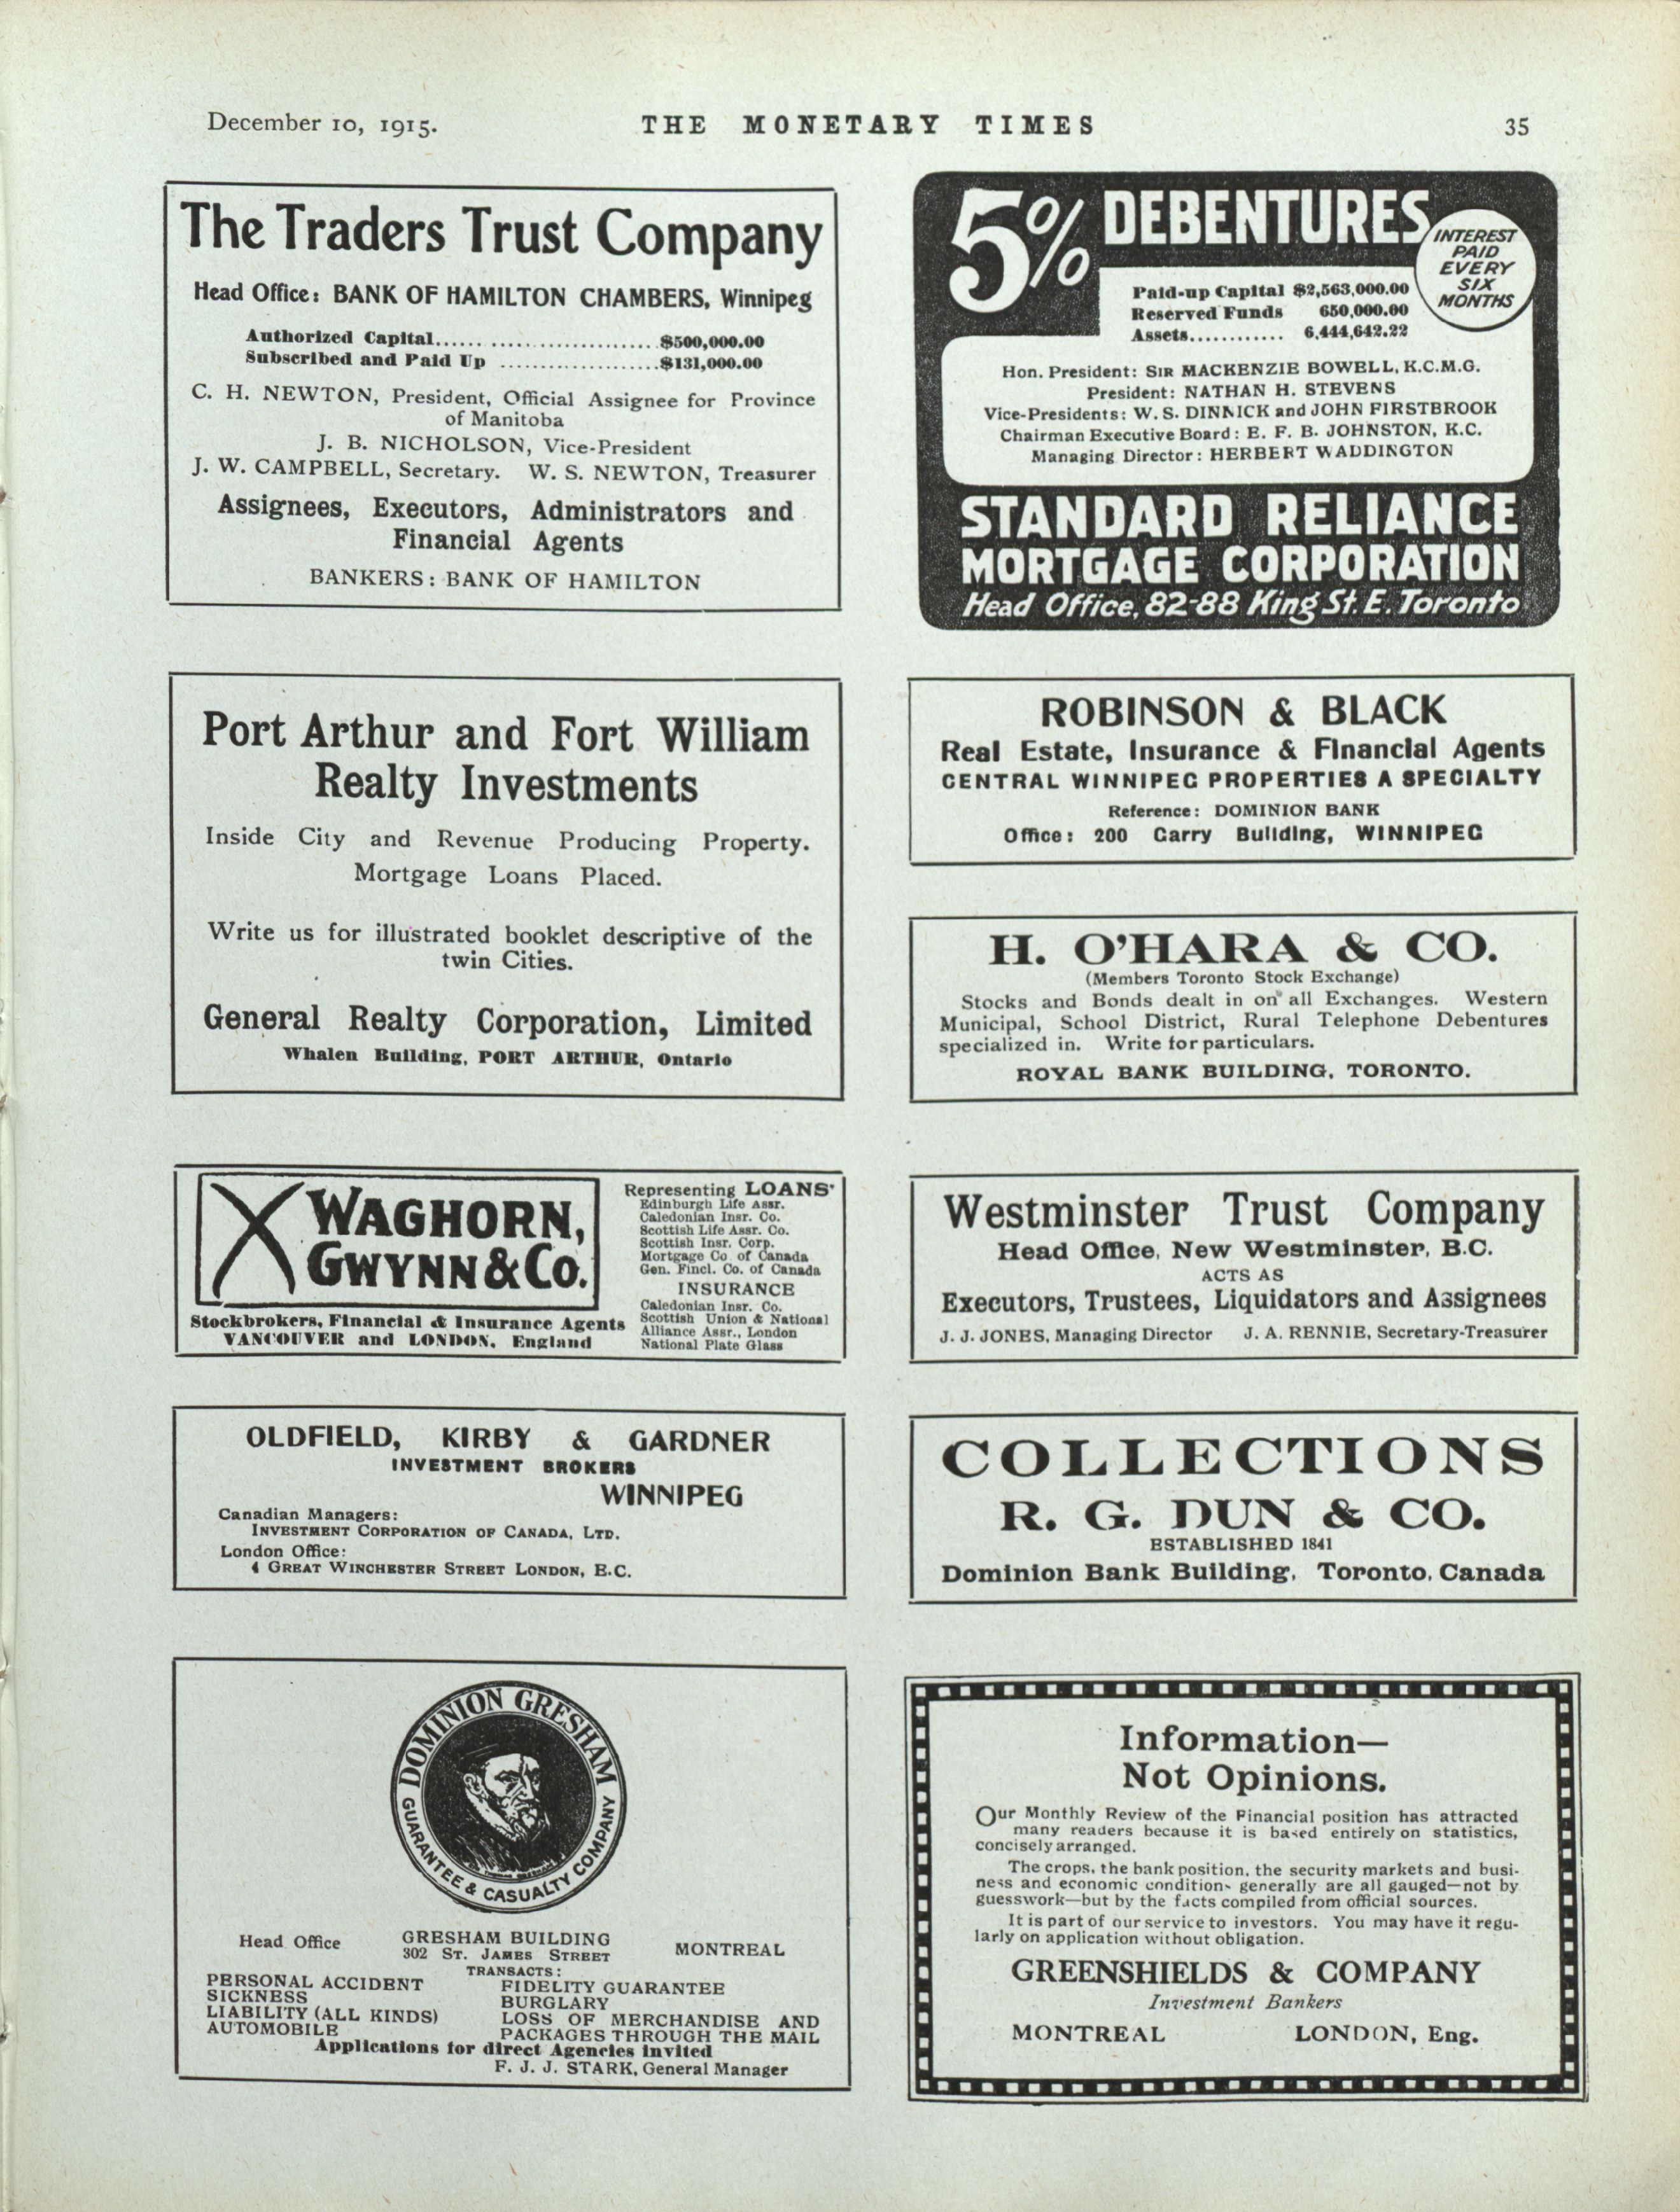 December 10, 1915.
THE MONETARY TIMES
35
The Traders Trust Company
Head Office: BANK OF HAMILTON CHAMBERS, Winnipeg
Authorized Capital...... ........................$500,000.00
Subscribed and Paid Up ....................$131,000.00
C. H. NEWTON, President, Official Assignee for Province
of Manitoba
J. B. NICHOLSON, Vice-President
J. W. CAMPBELL, Secretary. W. S. NEWTON, Treasurer
Assignees, Executors, Administrators and
Financial Agents
BANKERS: BANK OF HAMILTON
5% DEBENTURES
INTEREST
PAID
EVERY
SIX
MONTHS
Paid-up Capital $2,563,000.00
Reserved Funds 650,000.00
Assets............ 6,444,642.22
Hon. President: SIR MACKENZIE BOWELL, K.C.M.G.
President: NATHAN H. STEVENS
Vice-Presidents: W. S. DINNICK and JOHN FIRSTBROOK
Chairman Executive Board: E. F. B. JOHNSTON, K.C.
Managing Director: HERBERT WADDINGTON
STANDARD RELIANCE
MORTGAGE CORPORATION
Head Office, 82-88 King St. E. Toronto
Port Arthur and Fort William
Realty Investments
Inside City and Revenue Producing Property.
Mortgage Loans Placed.
Write us for illustrated booklet descriptive of the
twin Cities.
General Realty Corporation, Limited
Whalen Building, PORT ARTHUR, Ontario
ROBINSON & BLACK
Real Estate, Insurance & Financial Agents
CENTRAL WINNIPEG PROPERTIES A SPECIALTY
Reference: DOMINION BANK
Office: 200 Garry Building, WINNIPEG
H. O'HARA & CO.
(Members Toronto Stock Exchange)
Stocks and Bonds dealt in on all Exchanges. Western
Municipal, School District, Rural Telephone Debentures
specialized in. Write for particulars.
ROYAL BANK BUILDING, TORONTO.
WAGHORN,
GWYNN & CO.
Stockbrokers, Financial & Insurance Agents
VANCOUVER and LONDON, England
Representing LOANS
Edinburgh Life Assr.
Caledonian Insr. Co.
Scottish Life Assr. Co.
Scottish Insr. Corp.
Mortgage Co. of Canada
Gen. Fincl. Co. of Canada
INSURANCE
Caledonian Insr. Co.
Scottish Union & National
Alliance Assr., London
National Plate Glass
Westminster Trust Company
Head Office, New Westminster, B.C.
ACTS AS
Executors, Trustees, Liquidators and Assignees
J. J. JONES, Managing Director J. A. RENNIE, Secretary-Treasurer
OLDFIELD, KIRBY & GARDNER
INVESTMENT BROKERS
WINNIPEG
Canadian Managers:
INVESTMENT CORPORATION OF CANADA, LTD.
London Office:
4 GREAT WINCHESTER STREET LONDON, E.C.
COLLECTIONS
R. G. DUN & CO.
ESTABLISHED 1841
Dominion Bank Building, Toronto, Canada
DOMINION GRESHAM
GUARANTEE & CASUALTY COMPANY
Head Office GRESHAM BUILDING MONTREAL
302 ST. JAMES STREET
TRANSACTS:
PERSONAL ACCIDENT FIDELITY GUARANTEE
SICKNESS BURGLARY
LIABILITY (ALL KINDS) LOSS OF MERCHANDISE AND
AUTOMOBILE PACKAGES THROUGH THE MAIL
Applications for direct Agencies invited
F. J. J. STARK, General Manager
Information—
Not Opinions.
Our Monthly Review of the Financial position has attracted
many readers because it is based entirely on statistics,
concisely arranged.
The crops, the bank position, the security markets and busi-
ness and economic conditions generally are all gauged—not by
guesswork—but by the facts compiled from official sources.
It is part of our service to investors. You may have it regu-
larly on application without obligation.
GREENSHIELDS & COMPANY
Investment Bankers
MONTREAL LONDON, Eng.